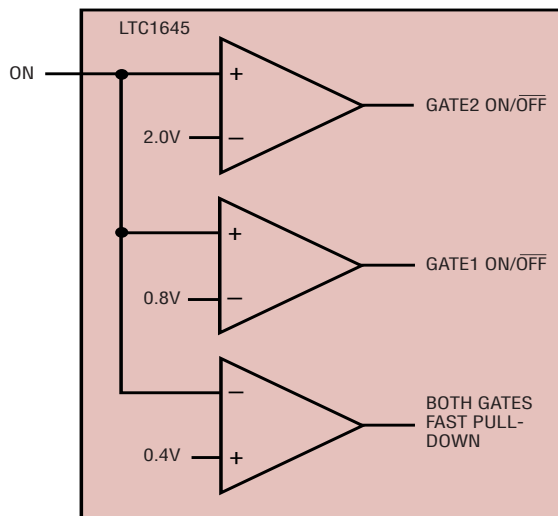 LTC1645
ON
+
GATE2 ON/OFF
2.0V
−
+
GATE1 ON/OFF
0.8V
−
−
BOTH GATES
FAST PULL-
DOWN
0.4V
+